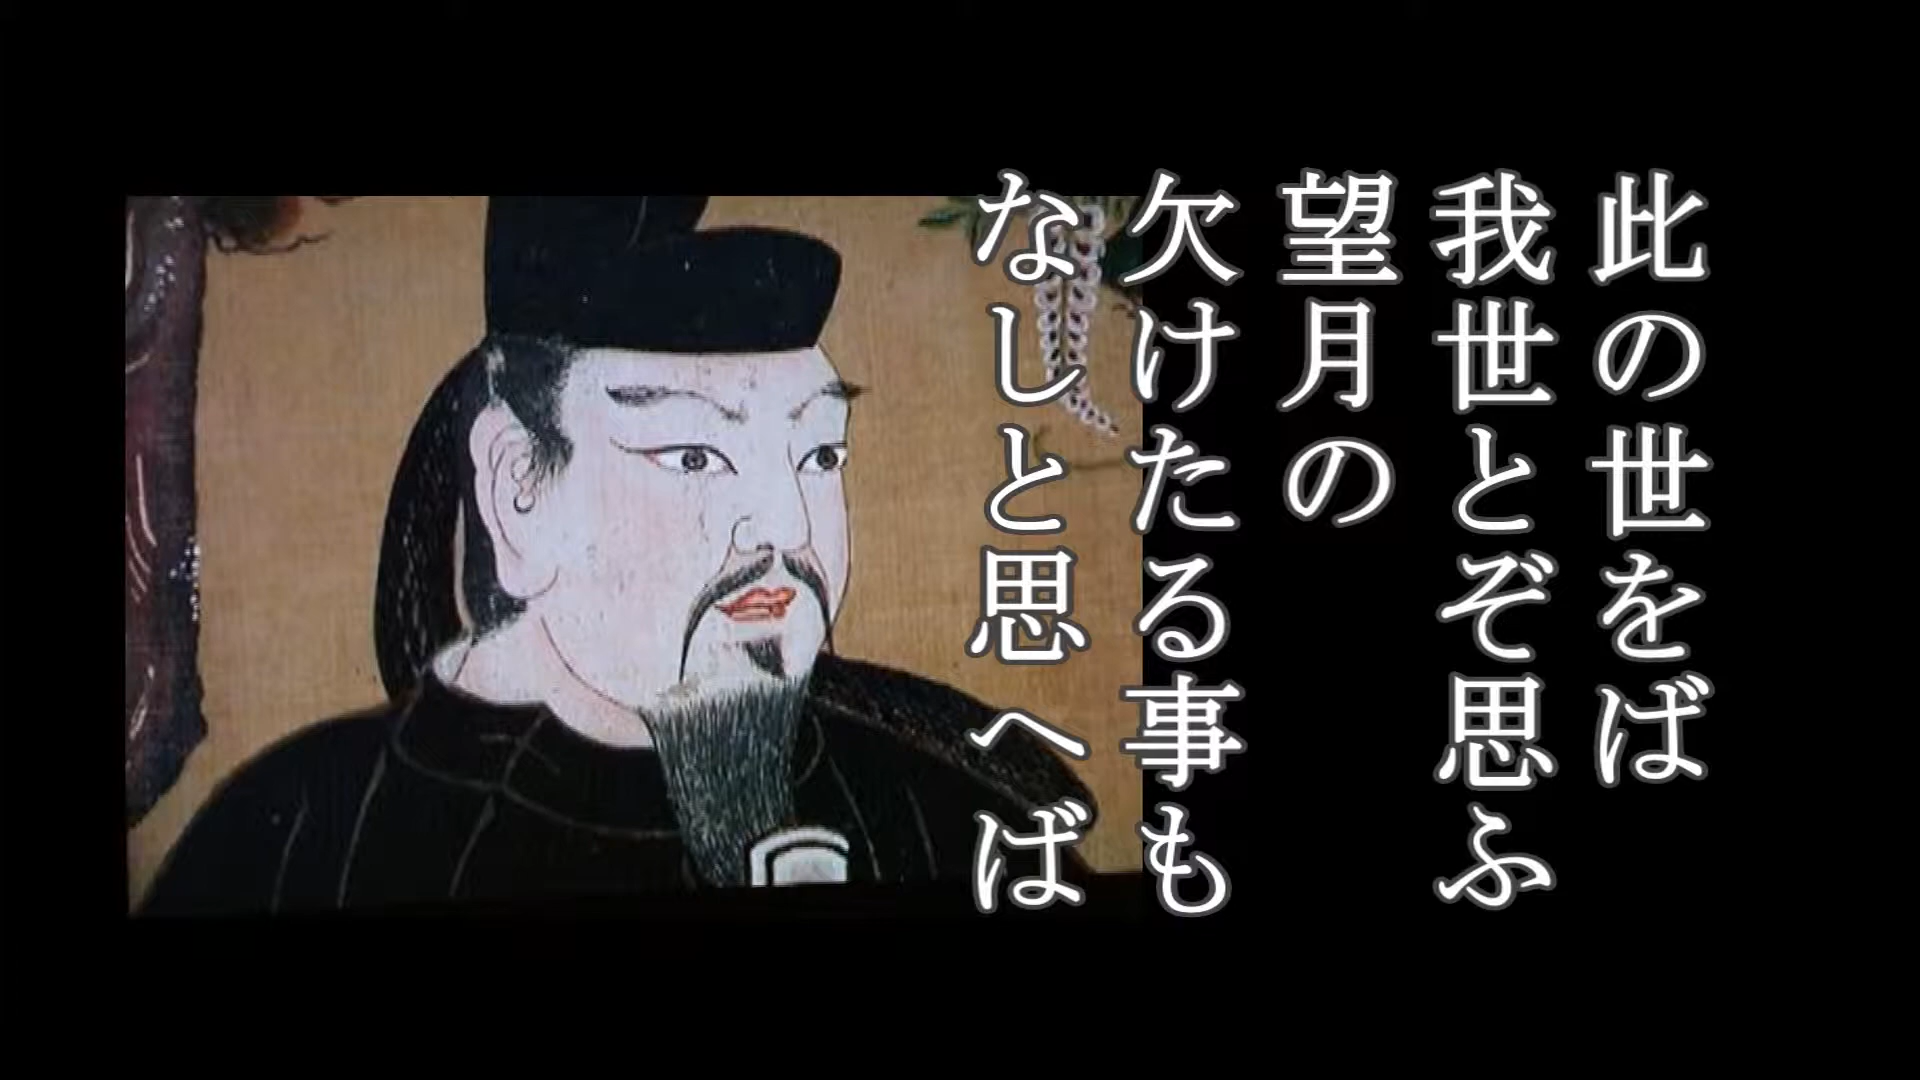 此の世をば
我世とぞ思ふ
望月の
欠けたる事も
なしと思へば